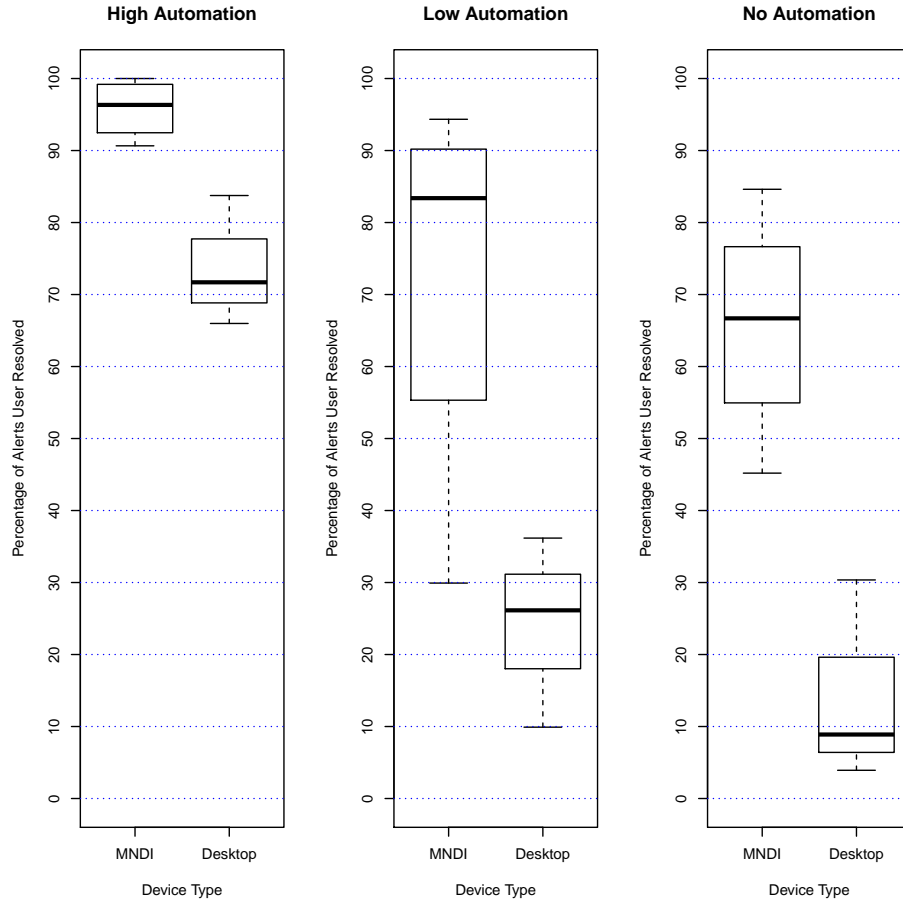 High Automation
Percentage of Alerts User Resolved
100
90
80
70
60
50
40
30
20
10
0
MNDI Desktop
Device Type
Low Automation
Percentage of Alerts User Resolved
100
90
80
70
60
50
40
30
20
10
0
MNDI Desktop
Device Type
No Automation
Percentage of Alerts User Resolved
100
90
80
70
60
50
40
30
20
10
0
MNDI Desktop
Device Type